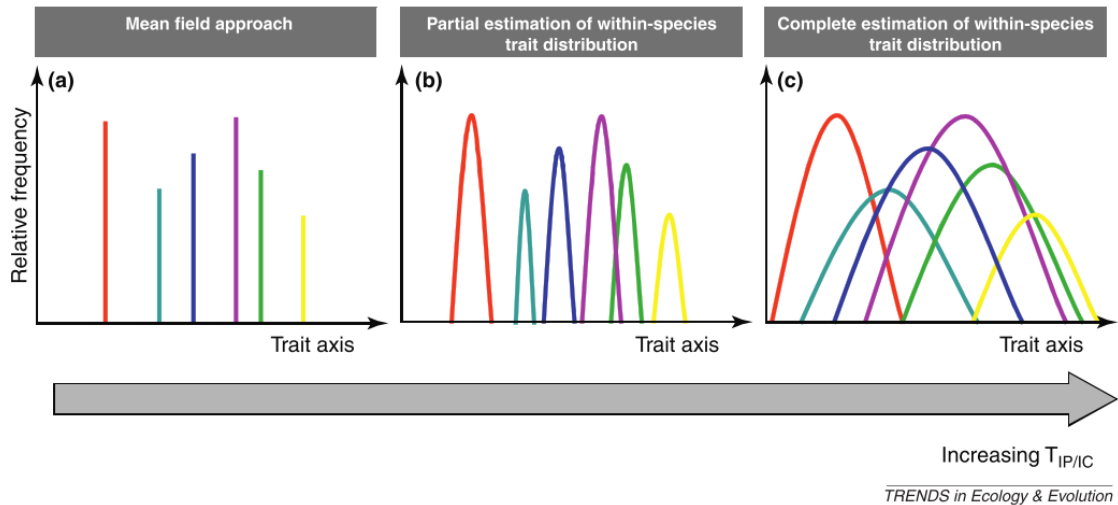 Mean field approach
Partial estimation of within-species
trait distribution
Complete estimation of within-species
trait distribution
(a)
(b)
(c)
Relative frequency
Trait axis
Trait axis
Trait axis
Increasing T_IP/IC
TRENDS in Ecology & Evolution